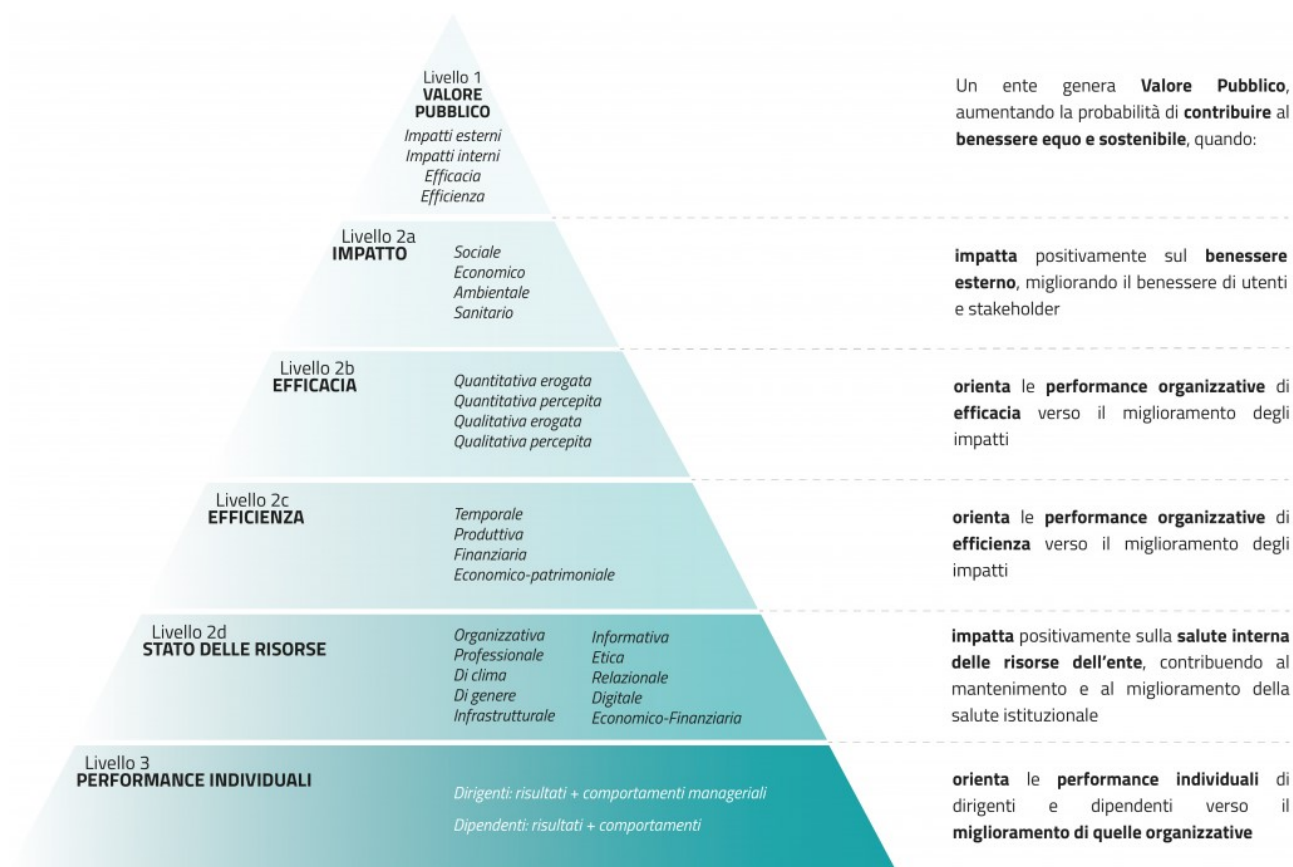 Livello 1
VALORE
PUBBLICO
Impatti esterni
Impatti interni
Efficacia
Efficienza
Un ente genera Valore Pubblico,
aumentando la probabilità di contribuire al
benessere equo e sostenibile, quando:
Livello 2a
IMPATTO
Sociale
Economico
Ambientale
Sanitario
impatta positivamente sul benessere
esterno, migliorando il benessere di utenti
e stakeholder
Livello 2b
EFFICACIA
Quantitativa erogata
Quantitativa percepita
Qualitativa erogata
Qualitativa percepita
orienta le performance organizzative di
efficacia verso il miglioramento degli
impatti
Livello 2c
EFFICIENZA
Temporale
Produttiva
Finanziaria
Economico-patrimoniale
orienta le performance organizzative di
efficienza verso il miglioramento degli
impatti
Livello 2d
STATO DELLE RISORSE
Organizzativa
Professionale
Di clima
Di genere
Infrastrutturale
Informativa
Etica
Relazionale
Digitale
Economico-Finanziaria
impatta positivamente sulla salute interna
delle risorse dell'ente, contribuendo al
mantenimento e al miglioramento della
salute istituzionale
Livello 3
PERFORMANCE INDIVIDUALI
Dirigenti: risultati + comportamenti manageriali
Dipendenti: risultati + comportamenti
orienta le performance individuali di
dirigenti e dipendenti verso il
miglioramento di quelle organizzative